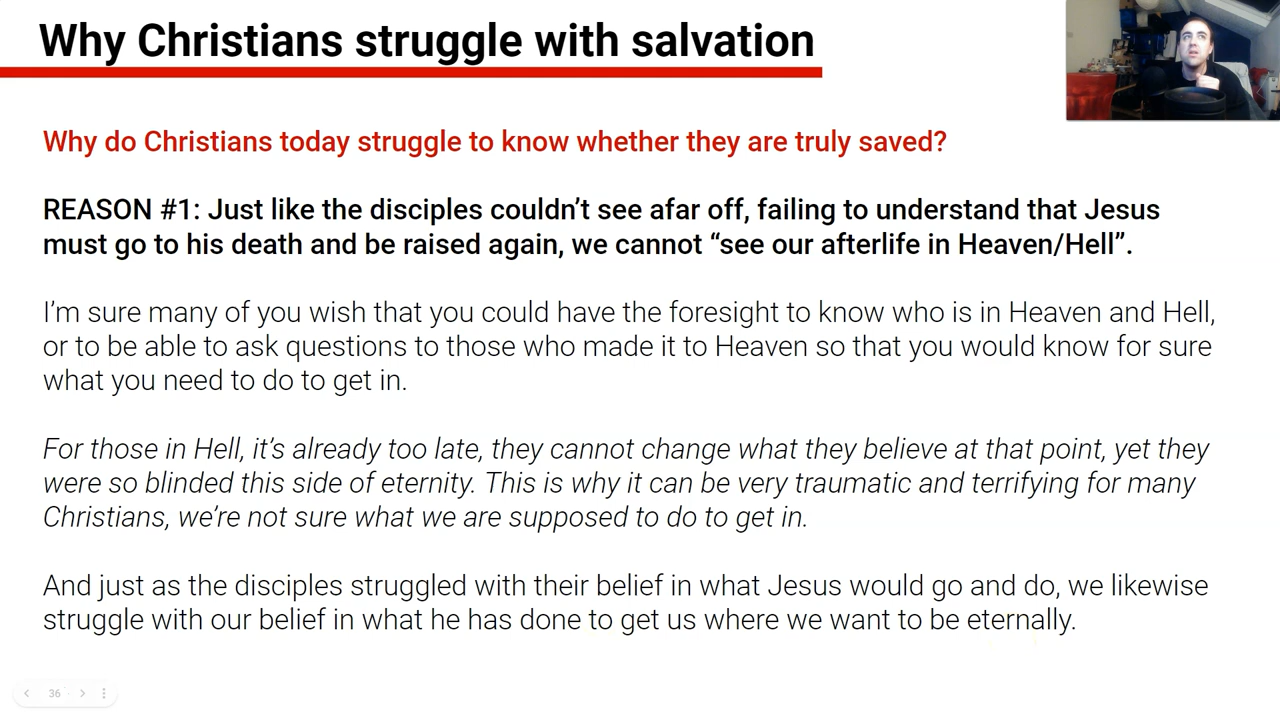 Why Christians struggle with salvation
Why do Christians today struggle to know whether they are truly saved?
REASON #1: Just like the disciples couldn’t see afar off, failing to understand that Jesus
must go to his death and be raised again, we cannot “see our afterlife in Heaven/Hell”.
I’m sure many of you wish that you could have the foresight to know who is in Heaven and Hell,
or to be able to ask questions to those who made it to Heaven so that you would know for sure
what you need to do to get in.
For those in Hell, it’s already too late, they cannot change what they believe at that point, yet they
were so blinded this side of eternity. This is why it can be very traumatic and terrifying for many
Christians, we’re not sure what we are supposed to do to get in.
And just as the disciples struggled with their belief in what Jesus would go and do, we likewise
struggle with our belief in what he has done to get us where we want to be eternally.
36